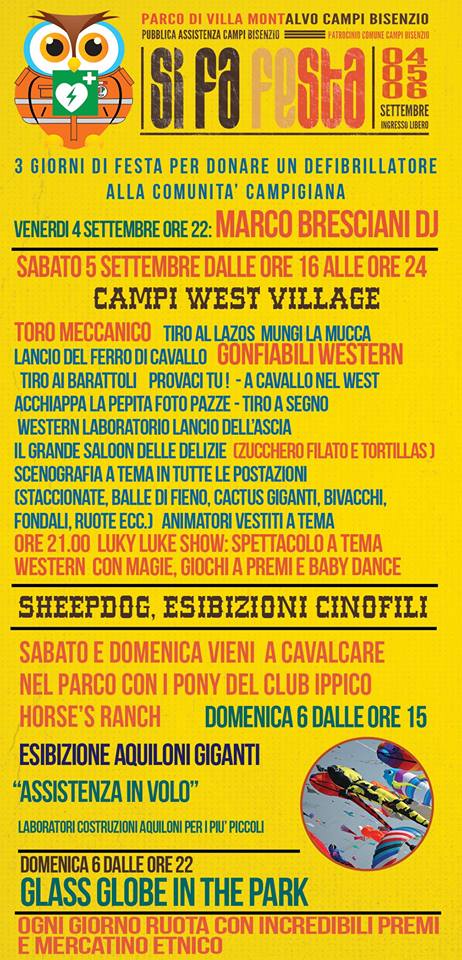 PARCO DI VILLA MONTALVO CAMPI BISENZIO
PUBBLICA ASSISTENZA CAMPI BISENZIO PATROCINIO COMUNE CAMPI BISENZIO
SI FA FESTA
04
05
06
SETTEMBRE
INGRESSO LIBERO
3 GIORNI DI FESTA PER DONARE UN DEFIBRILLATORE
ALLA COMUNITA' CAMPIGIANA
VENERDI 4 SETTEMBRE ORE 22: MARCO BRESCIANI DJ
SABATO 5 SETTEMBRE DALLE ORE 16 ALLE ORE 24
CAMPI WEST VILLAGE
TORO MECCANICO TIRO AL LAZOS MUNGI LA MUCCA
LANCIO DEL FERRO DI CAVALLO GONFIABILI WESTERN
TIRO AI BARATTOLI PROVACI TU! - A CAVALLO NEL WEST
ACCHIAPPA LA PEPITA FOTO PAZZE - TIRO A SEGNO
WESTERN LABORATORIO LANCIO DELL'ASCIA
IL GRANDE SALOON DELLE DELIZIE (ZUCCHERO FILATO E TORTILLAS )
SCENOGRAFIA A TEMA IN TUTTE LE POSTAZIONI
(STACCIONATE, BALLE DI FIENO, CACTUS GIGANTI, BIVACCHI,
FONDALI, RUOTE ECC.) ANIMATORI VESTITI A TEMA
ORE 21.00 LUKY LUKE SHOW: SPETTACOLO A TEMA
WESTERN CON MAGIE, GIOCHI A PREMI E BABY DANCE
SHEEPDOG, ESIBIZIONI CINOFILI
SABATO E DOMENICA VIENI A CAVALCARE
NEL PARCO CON I PONY DEL CLUB IPPICO
HORSE'S RANCH DOMENICA 6 DALLE ORE 15
ESIBIZIONE AQUILONI GIGANTI
"ASSISTENZA IN VOLO"
LABORATORI COSTRUZIONI AQUILONI PER I PIU' PICCOLI
DOMENICA 6 DALLE ORE 22
GLASS GLOBE IN THE PARK
OGNI GIORNO RUOTA CON INCREDIBILI PREMI
E MERCATINO ETNICO